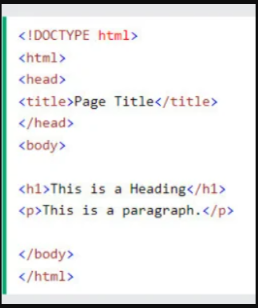 <!DOCTYPE html>
<html>
<head>
<title>Page Title</title>
</head>
<body>
<h1>This is a Heading</h1>
<p>This is a paragraph.</p>
</body>
</html>